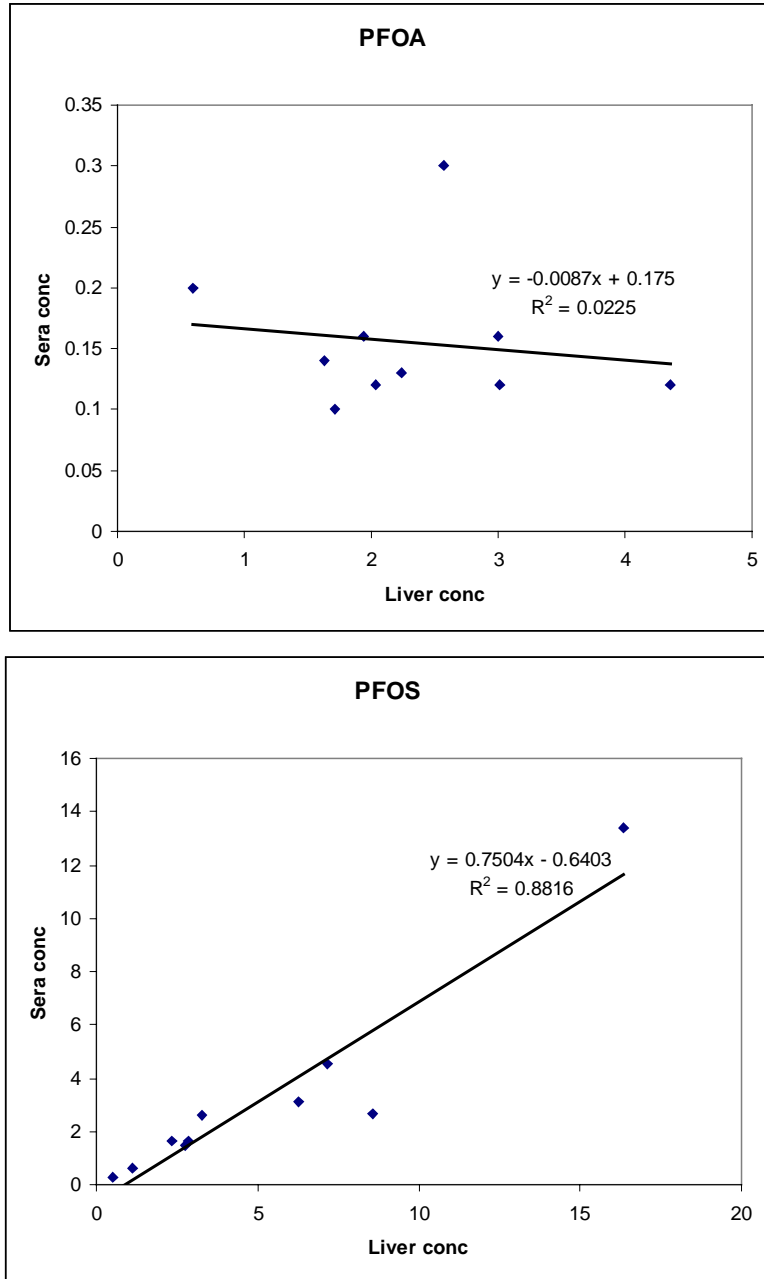 PFOA
0.35
0.3
0.25
0.2
0.15
0.1
0.05
0
Sera conc
y = -0.0087x + 0.175
R² = 0.0225
0 1 2 3 4 5
Liver conc
PFOS
16
14
12
10
8
6
4
2
0
Sera conc
y = 0.7504x - 0.6403
R² = 0.8816
0 5 10 15 20
Liver conc